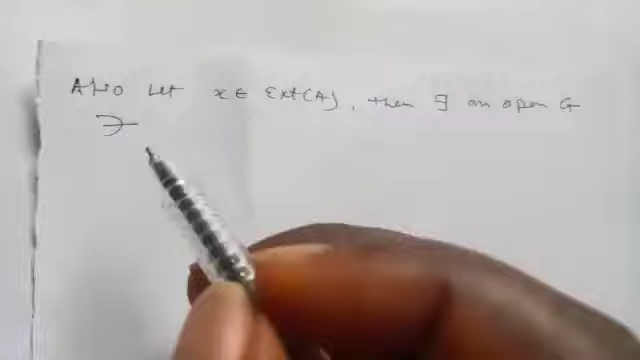 Also let x ∈ Ext(A), then ∃ an open G
∋